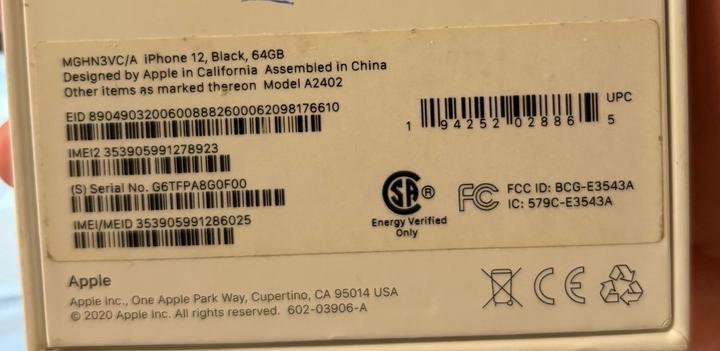 MGHN3VC/A iPhone 12, Black, 64GB
Designed by Apple in California Assembled in China
Other items as marked thereon Model A2402
EID 89049032006008882600062098176610
IMEI2 353905991278923
(S) Serial No. G6TFPA8G0F00
IMEI/MEID 353905991286025
UPC
1 94252 02886 5
SA ®
Energy Verified
Only
FC
FCC ID: BCG-E3543A
IC: 579C-E3543A
Apple
Apple Inc., One Apple Park Way, Cupertino, CA 95014 USA
© 2020 Apple Inc. All rights reserved. 602-03906-A
CE